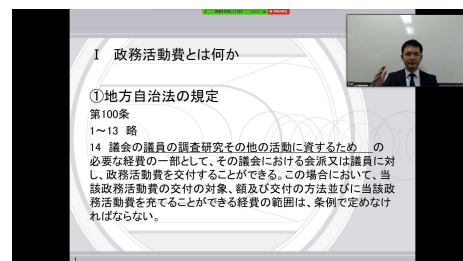 Ⅰ 政務活動費とは何か
①地方自治法の規定
第100条
1～13 略
14 議会の議員の調査研究その他の活動に資するため の
必要な経費の一部として、その議会における会派又は議員に対
し、政務活動費を交付することができる。この場合において、当
該政務活動費の交付の対象、額及び交付の方法並びに当該政
務活動費を充てることができる経費の範囲は、条例で定めなけ
ればならない。
1